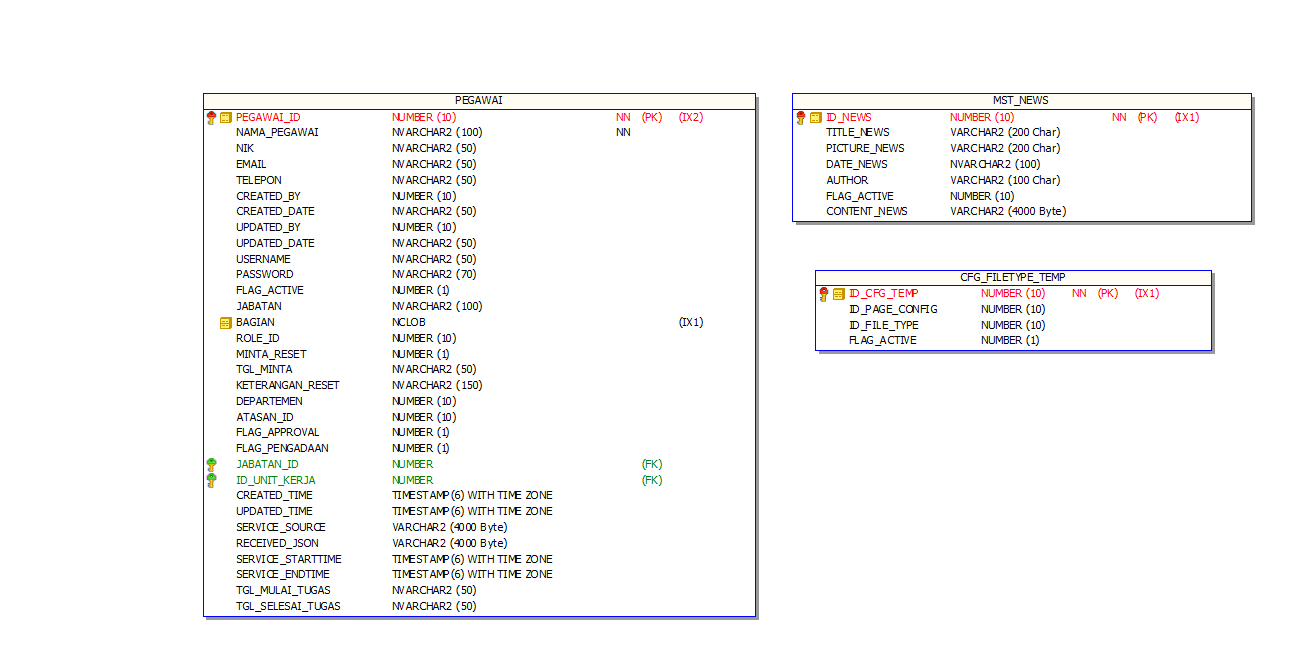 PEGAWAI
PEGAWAI_ID NUMBER (10) NN (PK) (IX2)
NAMA_PEGAWAI NVARCHAR2 (100) NN
NIK NVARCHAR2 (50)
EMAIL NVARCHAR2 (50)
TELEPON NVARCHAR2 (50)
CREATED_BY NUMBER (10)
CREATED_DATE NVARCHAR2 (50)
UPDATED_BY NUMBER (10)
UPDATED_DATE NVARCHAR2 (50)
USERNAME NVARCHAR2 (50)
PASSWORD NVARCHAR2 (70)
FLAG_ACTIVE NUMBER (1)
JABATAN NVARCHAR2 (100)
BAGIAN NCLOB (IX1)
ROLE_ID NUMBER (10)
MINTA_RESET NUMBER (1)
TGL_MINTA NVARCHAR2 (50)
KETERANGAN_RESET NVARCHAR2 (150)
DEPARTEMEN NUMBER (10)
ATASAN_ID NUMBER (10)
FLAG_APPROVAL NUMBER (1)
FLAG_PENGADAAN NUMBER (1)
JABATAN_ID NUMBER (FK)
ID_UNIT_KERJA NUMBER (FK)
CREATED_TIME TIMESTAMP(6) WITH TIME ZONE
UPDATED_TIME TIMESTAMP(6) WITH TIME ZONE
SERVICE_SOURCE VARCHAR2 (4000 Byte)
RECEIVED_JSON VARCHAR2 (4000 Byte)
SERVICE_STARTTIME TIMESTAMP(6) WITH TIME ZONE
SERVICE_ENDTIME TIMESTAMP(6) WITH TIME ZONE
TGL_MULAI_TUGAS NVARCHAR2 (50)
TGL_SELESAI_TUGAS NVARCHAR2 (50)
MST_NEWS
ID_NEWS NUMBER (10) NN (PK) (IX1)
TITLE_NEWS VARCHAR2 (200 Char)
PICTURE_NEWS VARCHAR2 (200 Char)
DATE_NEWS NVARCHAR2 (100)
AUTHOR VARCHAR2 (100 Char)
FLAG_ACTIVE NUMBER (10)
CONTENT_NEWS VARCHAR2 (4000 Byte)
CFG_FILETYPE_TEMP
ID_CFG_TEMP NUMBER (10) NN (PK) (IX1)
ID_PAGE_CONFIG NUMBER (10)
ID_FILE_TYPE NUMBER (10)
FLAG_ACTIVE NUMBER (1)